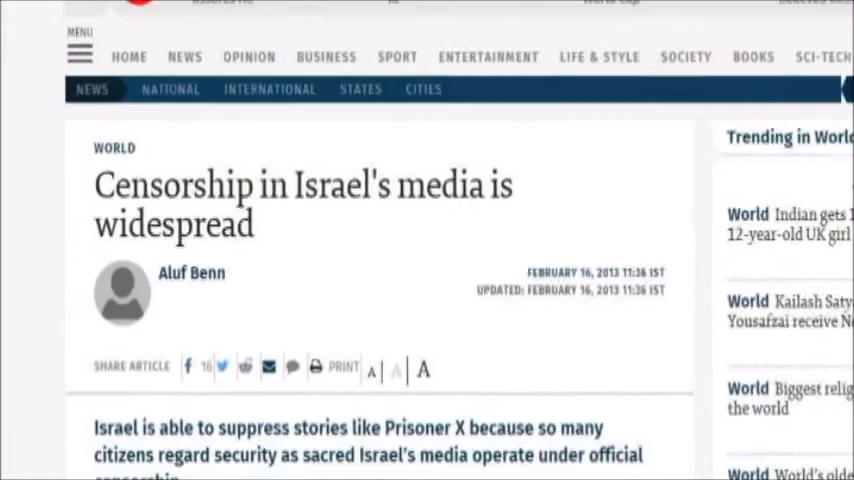 MENU
HOME NEWS OPINION BUSINESS SPORT ENTERTAINMENT LIFE & STYLE SOCIETY BOOKS SCI-TECH
NEWS NATIONAL INTERNATIONAL STATES CITIES
WORLD
Censorship in Israel's media is
widespread
Aluf Benn
FEBRUARY 16, 2013 11:36 IST
UPDATED: FEBRUARY 16, 2013 11:36 IST
SHARE ARTICLE 16 PRINT A A A
Israel is able to suppress stories like Prisoner X because so many
citizens regard security as sacred Israel's media operate under official
Trending in World
World Indian gets
12-year-old UK girl
World Kailash Saty
Yousafzai receive
World Biggest relig
the world
World World's olde